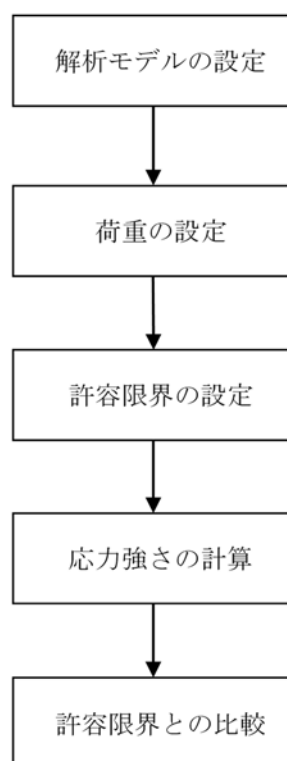 解析モデルの設定
荷重の設定
許容限界の設定
応力強さの計算
許容限界との比較